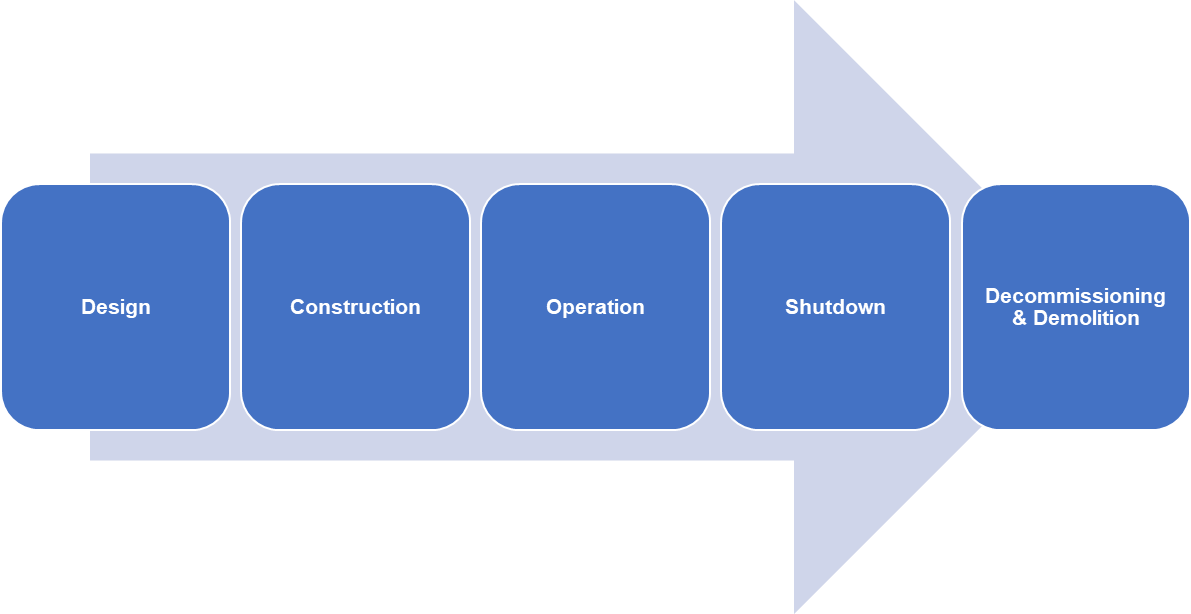 Design
Construction
Operation
Shutdown
Decommissioning
& Demolition